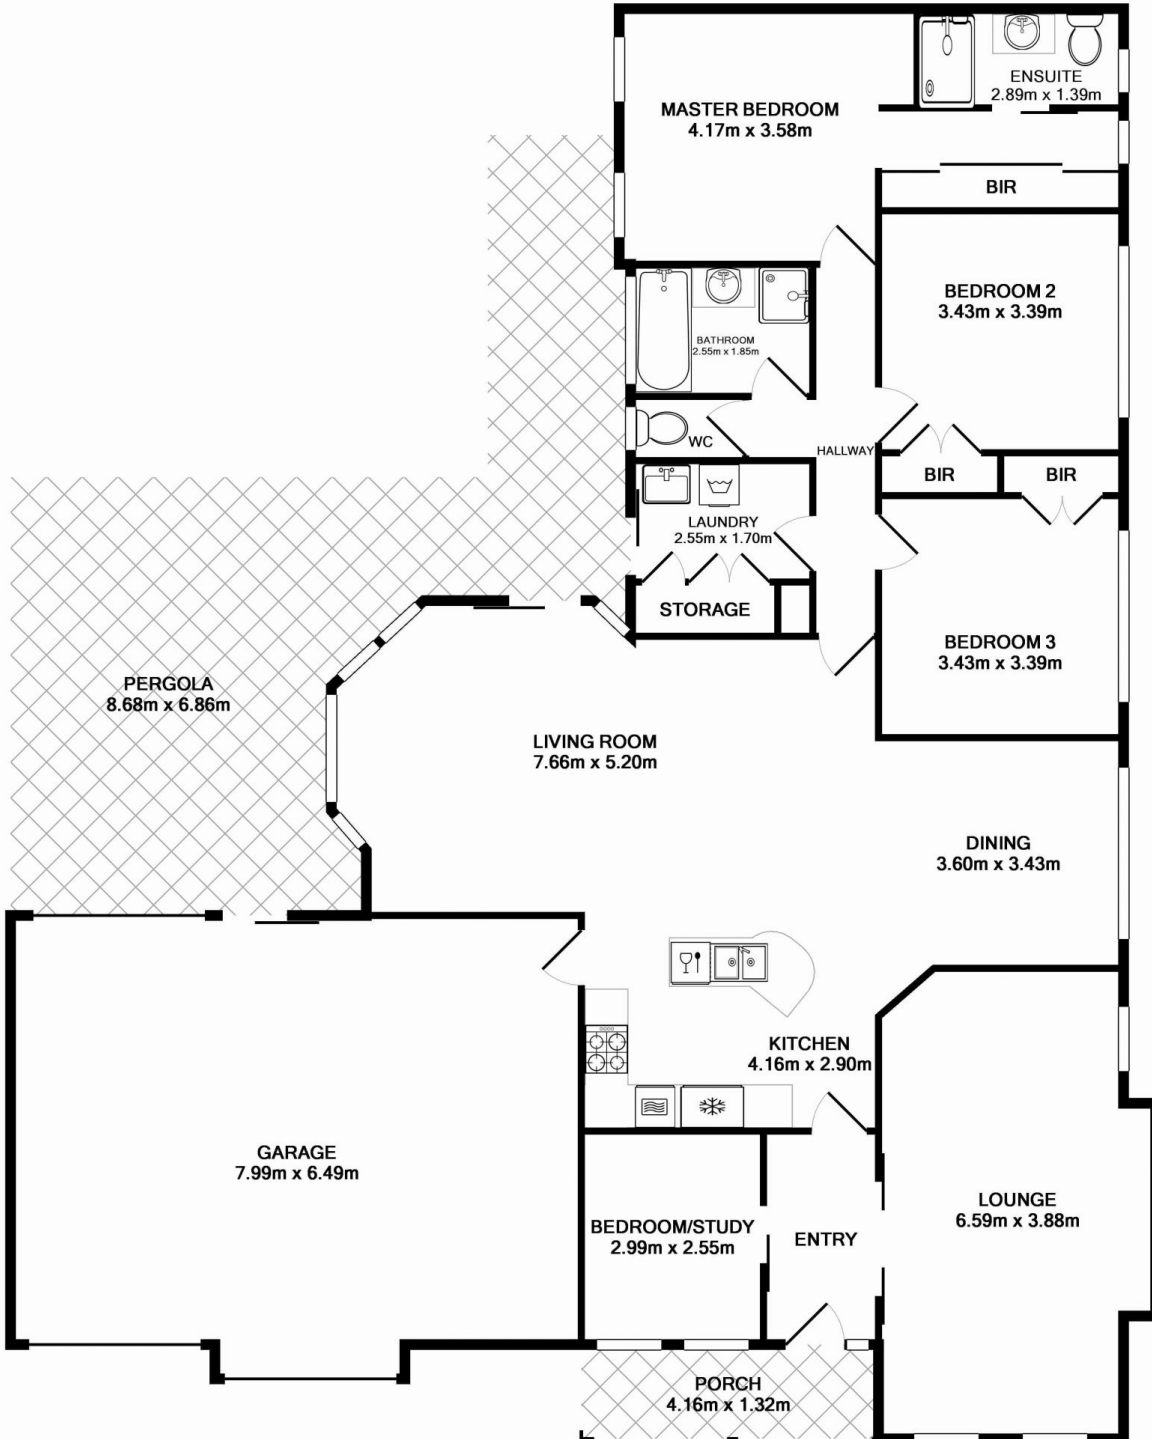 ENSUITE
2.89m x 1.39m
MASTER BEDROOM
4.17m x 3.58m
BIR
BEDROOM 2
3.43m x 3.39m
BATHROOM
2.55m x 1.85m
WC
HALLWAY
BIR
BIR
LAUNDRY
2.55m x 1.70m
STORAGE
BEDROOM 3
3.43m x 3.39m
PERGOLA
8.68m x 6.86m
LIVING ROOM
7.66m x 5.20m
DINING
3.60m x 3.43m
KITCHEN
4.16m x 2.90m
GARAGE
7.99m x 6.49m
LOUNGE
6.59m x 3.88m
BEDROOM/STUDY
2.99m x 2.55m
ENTRY
PORCH
4.16m x 1.32m